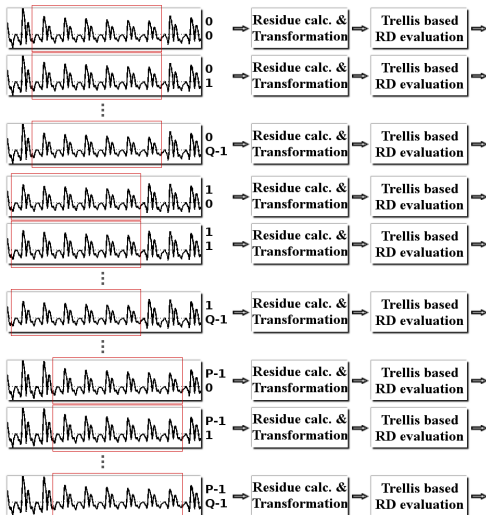 0 Residue calc. & Trellis based
0 Transformation RD evaluation
0 Residue calc. & Trellis based
1 Transformation RD evaluation
0 Residue calc. & Trellis based
Q-1 Transformation RD evaluation
1 Residue calc. & Trellis based
0 Transformation RD evaluation
1 Residue calc. & Trellis based
1 Transformation RD evaluation
1 Residue calc. & Trellis based
Q-1 Transformation RD evaluation
P-1 Residue calc. & Trellis based
0 Transformation RD evaluation
P-1 Residue calc. & Trellis based
1 Transformation RD evaluation
P-1 Residue calc. & Trellis based
Q-1 Transformation RD evaluation